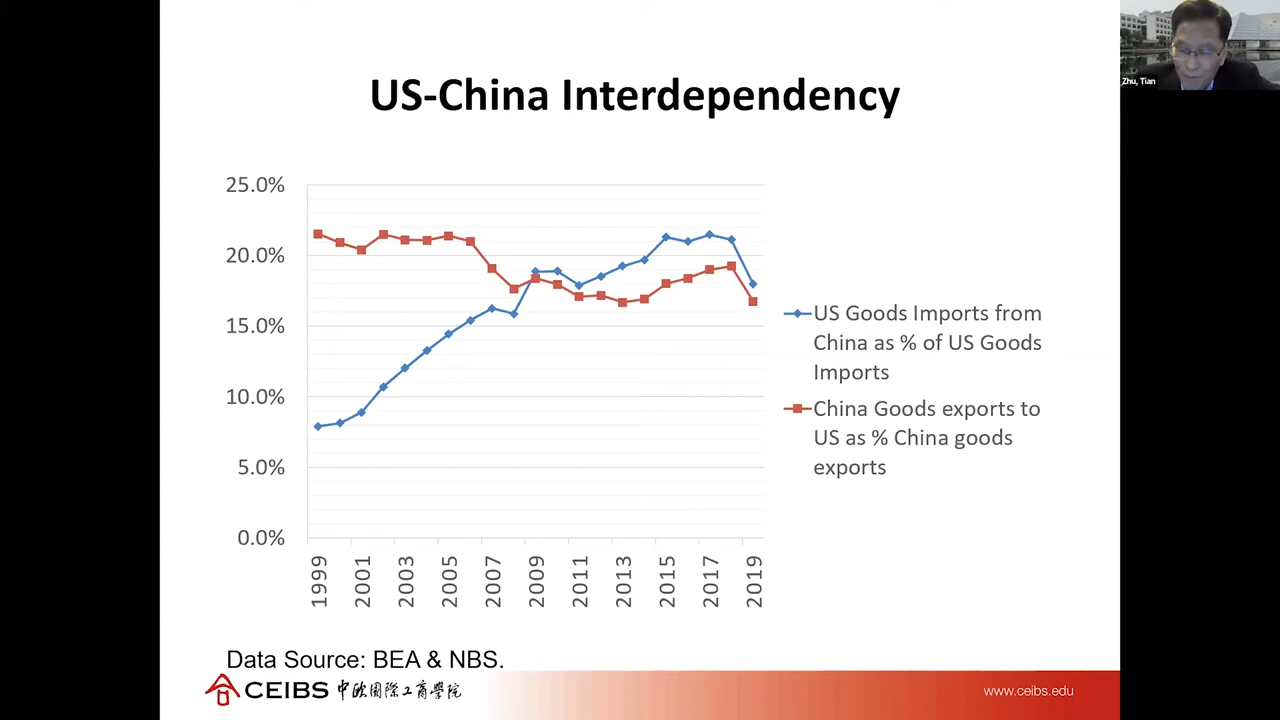 US-China Interdependency
Zhu, Tian
25.0%
20.0%
15.0%
10.0%
5.0%
0.0%
1999
2001
2003
2005
2007
2009
2011
2013
2015
2017
2019
US Goods Imports from
China as % of US Goods
Imports
China Goods exports to
US as % China goods
exports
Data Source: BEA & NBS.
CEIBS 中欧国際工商學院
www.ceibs.edu